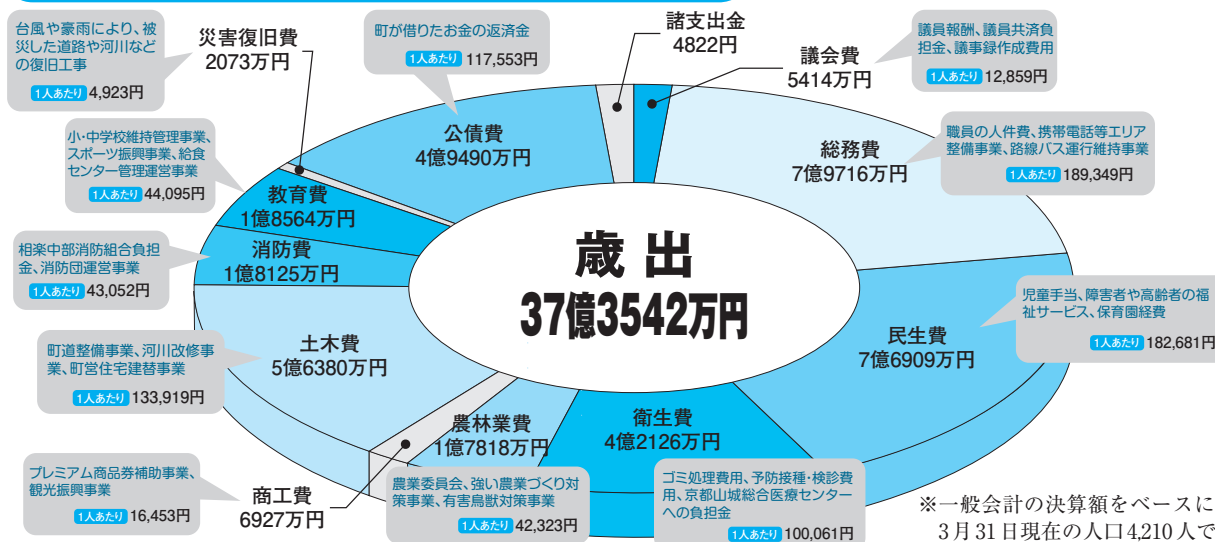 諸支出金
4822円
議会費
5414万円
議員報酬、議員共済負
担金、議事録作成費用
1人あたり 12,859円
総務費
7億9716万円
職員の人件費、携帯電話等エリア
整備事業、路線バス運行維持事業
1人あたり 189,349円
民生費
7億6909万円
児童手当、障害者や高齢者の福
祉サービス、保育園経費
1人あたり 182,681円
衛生費
4億2126万円
ゴミ処理費用、予防接種・検診費
用、京都山城総合医療センター
への負担金
1人あたり 100,061円
農林業費
1億7818万円
農業委員会、強い農業づくり対
策事業、有害鳥獣対策事業
1人あたり 42,323円
商工費
6927万円
プレミアム商品券補助事業、
観光振興事業
1人あたり 16,453円
土木費
5億6380万円
町道整備事業、河川改修事
業、町営住宅建替事業
1人あたり 133,919円
消防費
1億8125万円
相楽中部消防組合負担
金、消防団運営事業
1人あたり 43,052円
教育費
1億8564万円
小・中学校維持管理事業、
スポーツ振興事業、給食
センター管理運営事業
1人あたり 44,095円
災害復旧費
2073万円
台風や豪雨により、被
災した道路や河川など
の復旧工事
1人あたり 4,923円
公債費
4億9490万円
町が借りたお金の返済金
1人あたり 117,553円
歳出
37億3542万円
※一般会計の決算額をベースに
3月31日現在の人口4,210人で